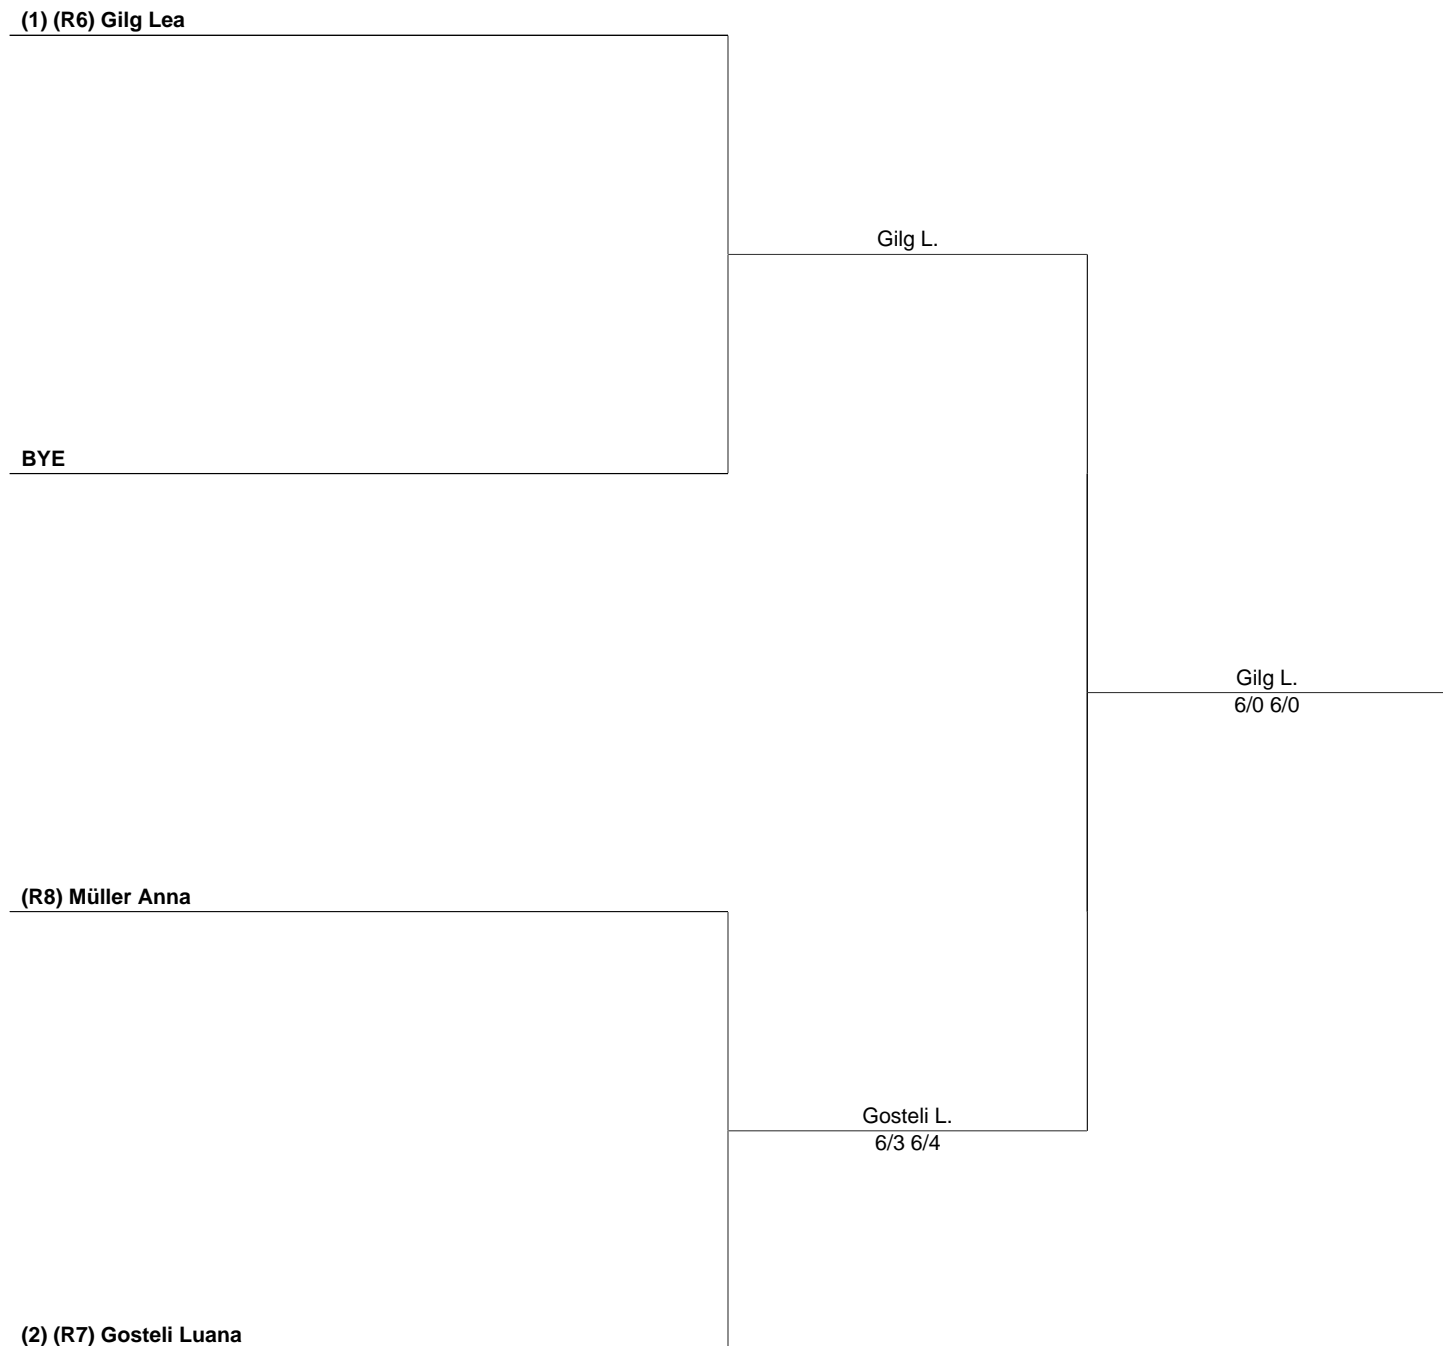 (1) (R6) Gilg Lea
Gilg L.
BYE
Gilg L.
6/0 6/0
(R8) Müller Anna
Gosteli L.
6/3 6/4
(2) (R7) Gosteli Luana